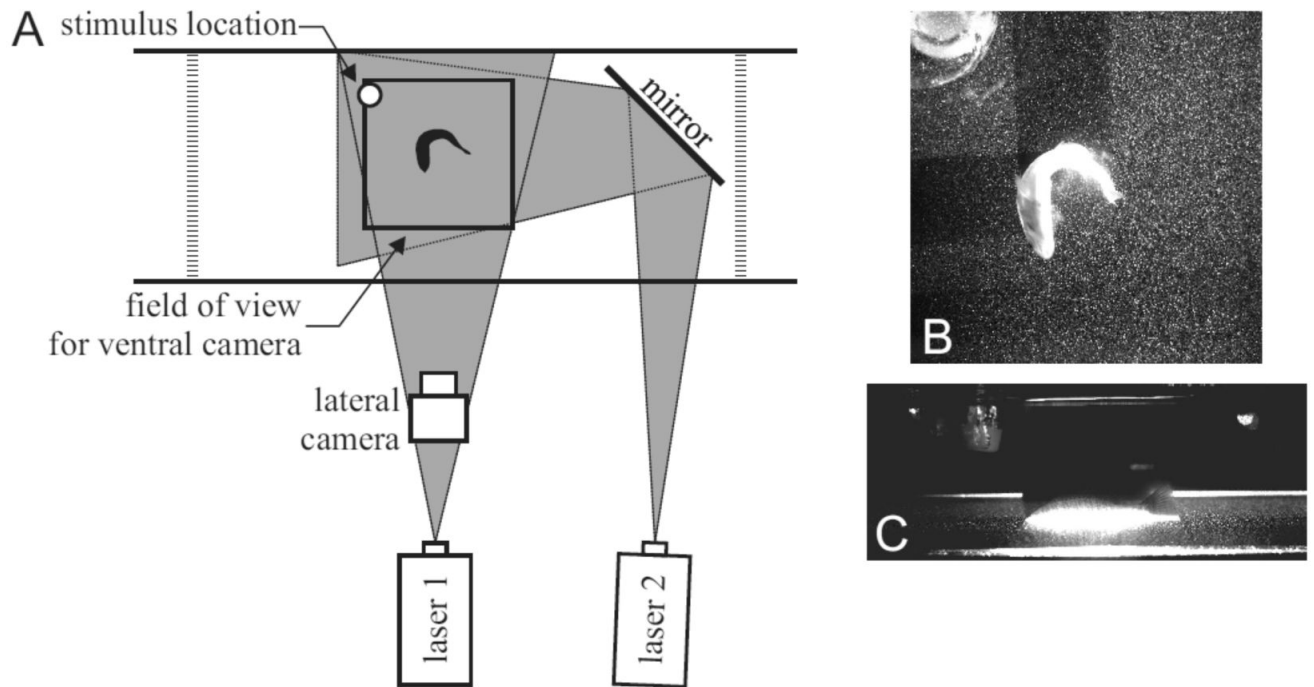 A
stimulus location
mirror
field of view
for ventral camera
lateral
camera
laser 1
laser 2
B
C